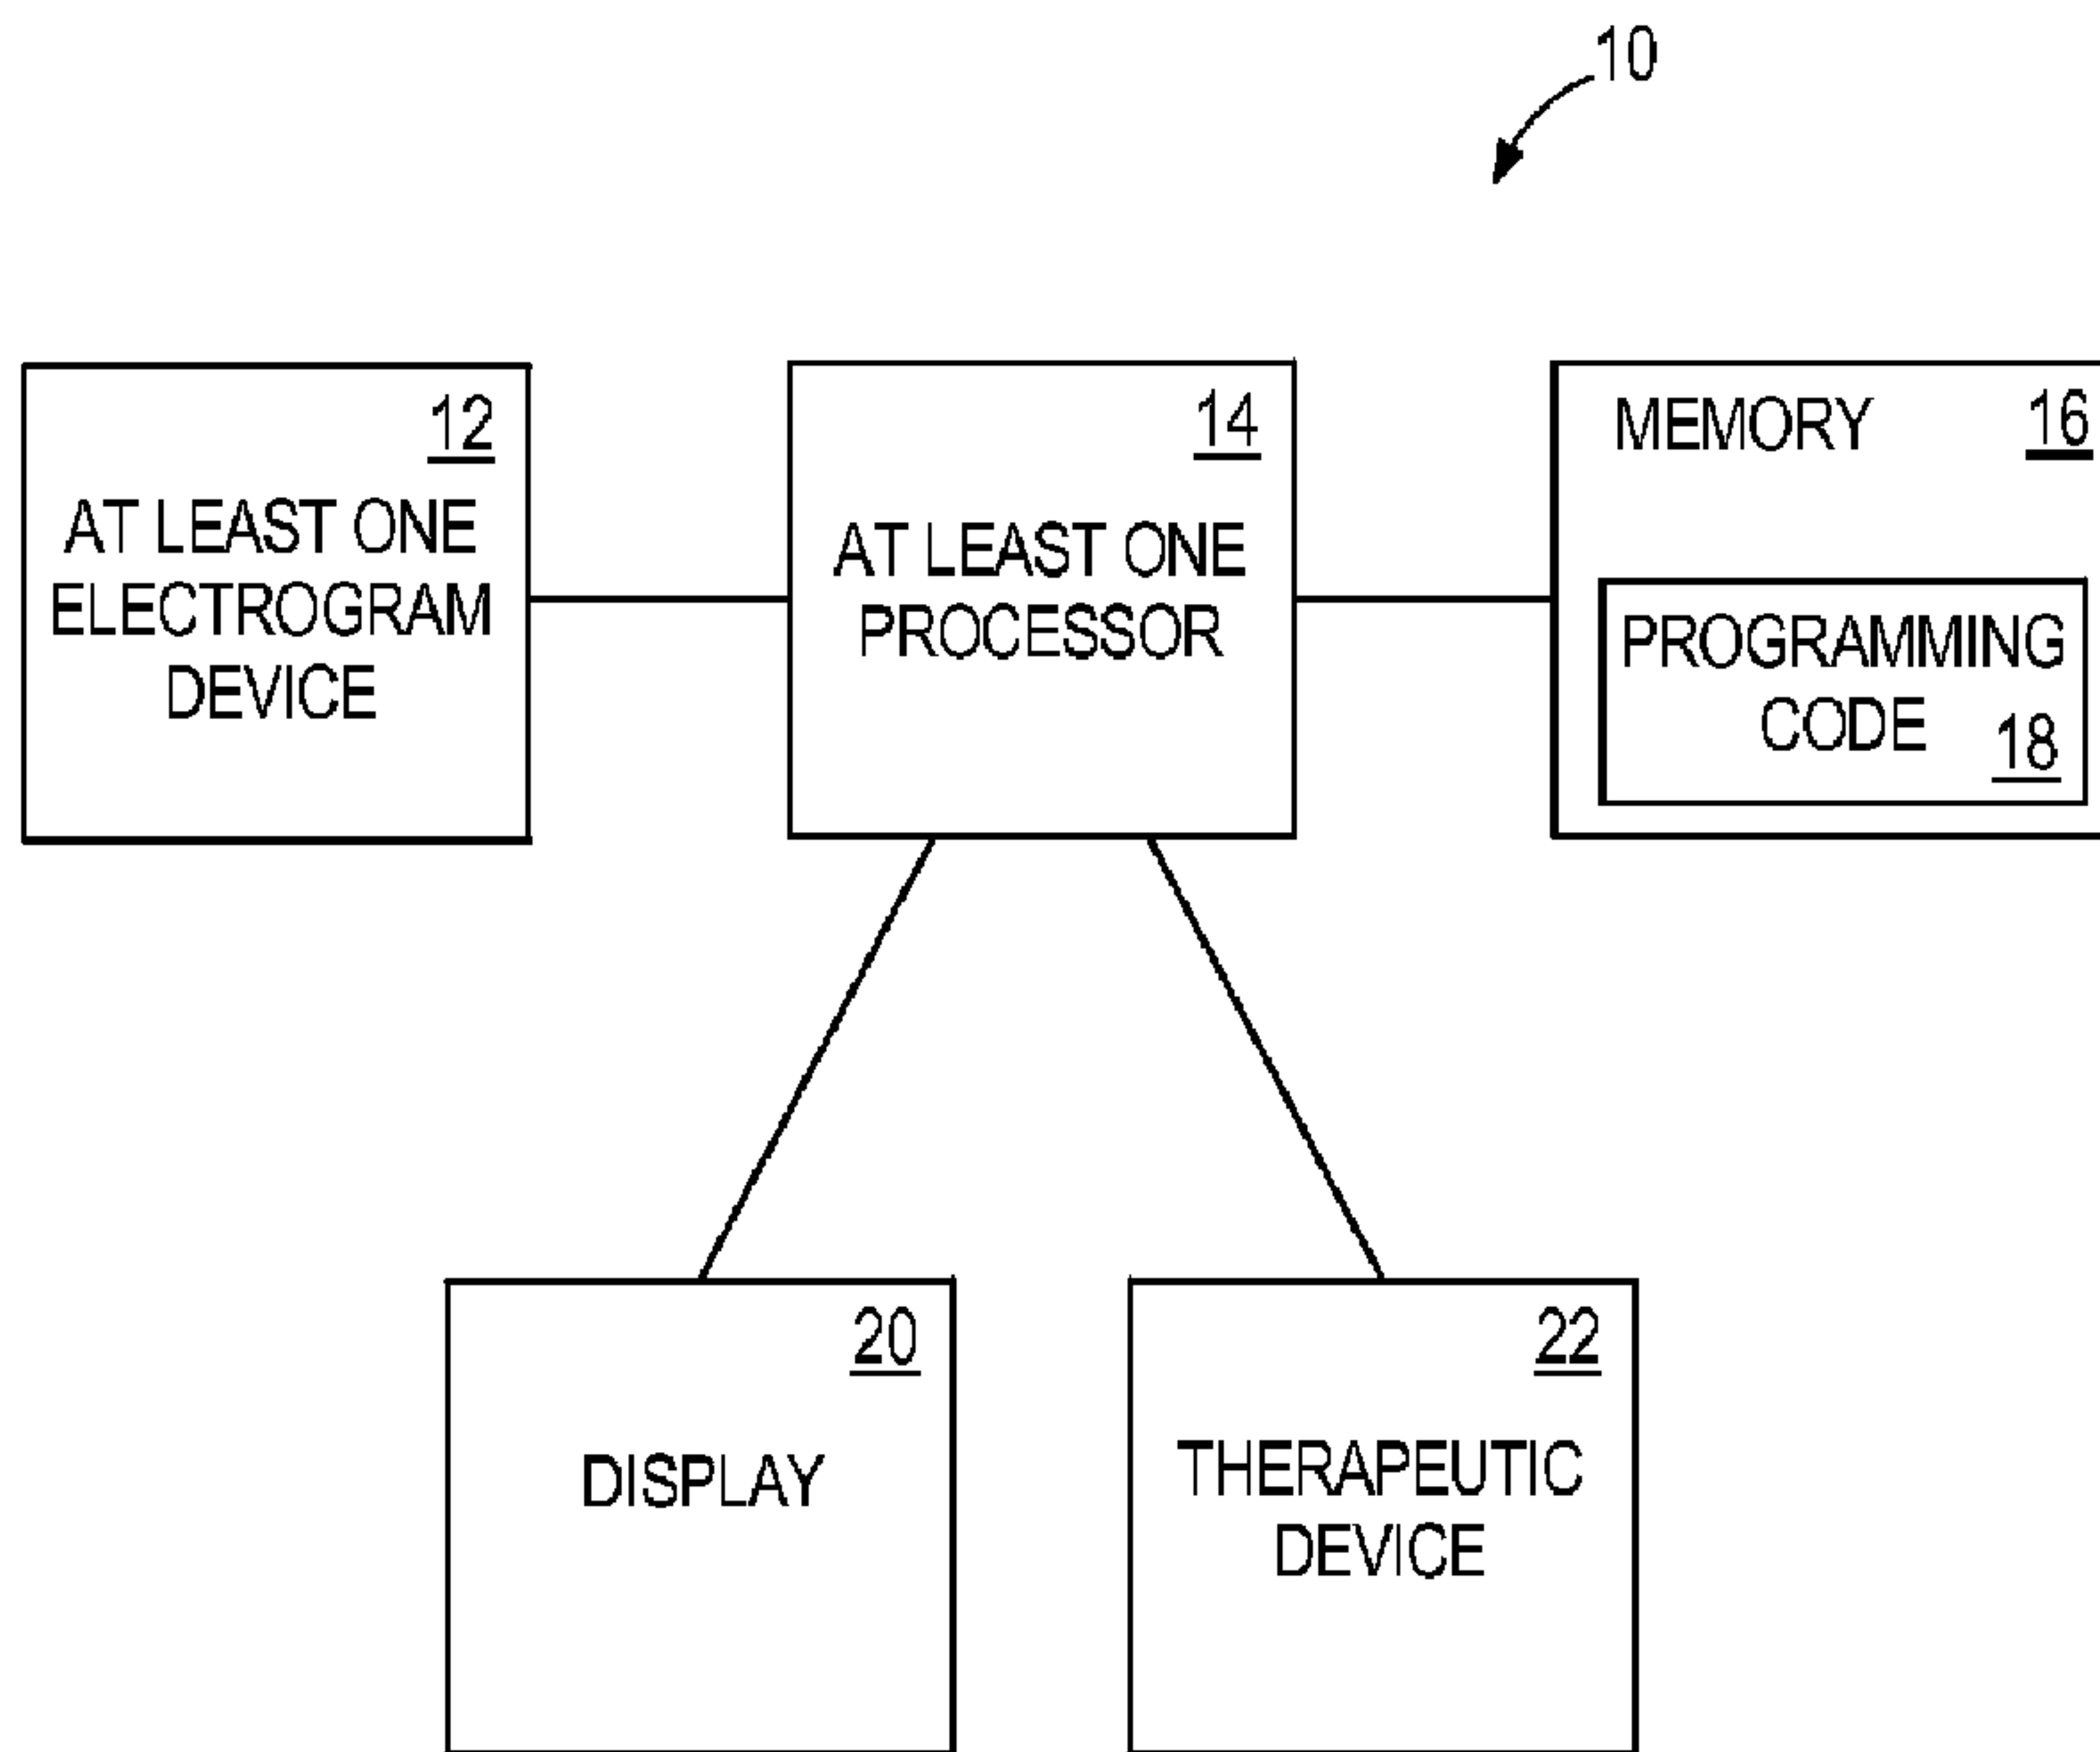 10
12
AT LEAST ONE
ELECTROGRAM
DEVICE
14
AT LEAST ONE
PROCESSOR
MEMORY 16
PROGRAMMING
CODE
18
20
DISPLAY
22
THERAPEUTIC
DEVICE